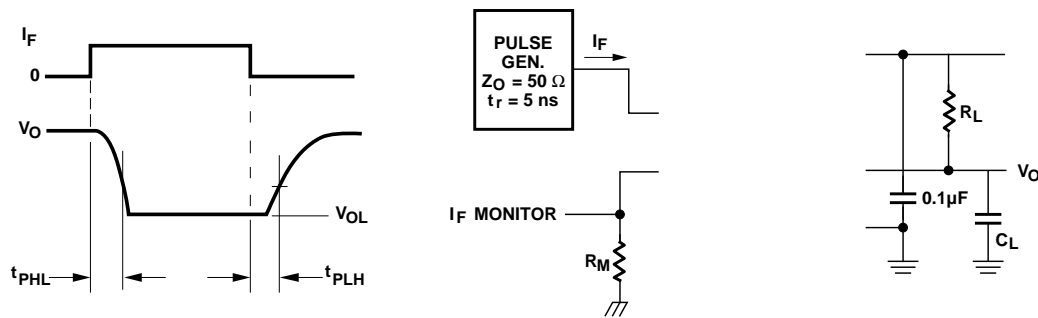 I_F
0
V_O
V_OL
t_PHL
t_PLH
PULSE
GEN.
Z_O = 50 Ω
t_r = 5 ns
I_F
I_F MONITOR
R_M
R_L
V_O
0.1µF
C_L